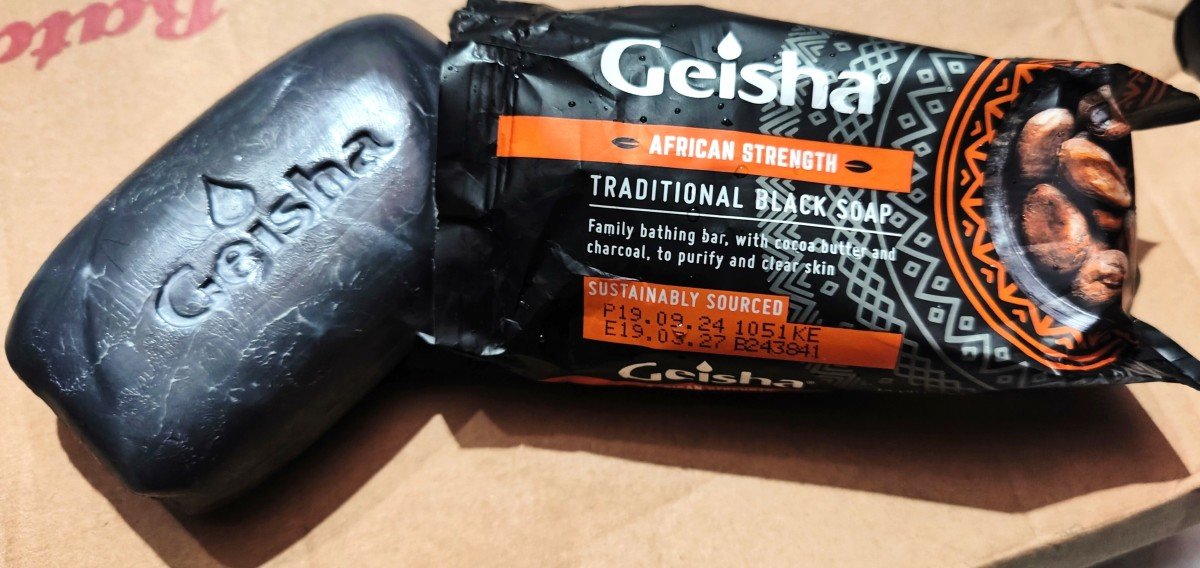 Bata
Geisha
Geisha
AFRICAN STRENGTH
TRADITIONAL BLACK SOAP
Family bathing bar, with cocoa butter and
charcoal, to purify and clear skin
SUSTAINABLY SOURCED
P19.09.24 1051KE
E19.03.27 B243841
Geisha